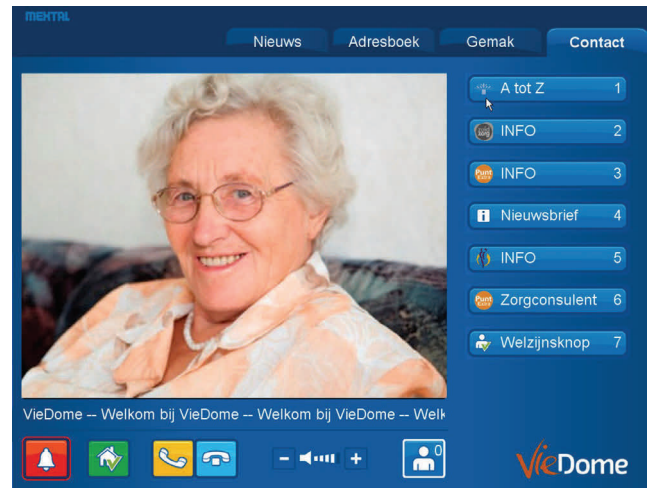 MEXTAL
Nieuws
Adresboek
Gemak
Contact
A tot Z 1
INFO 2
INFO 3
Nieuwsbrief 4
INFO 5
Zorgconsulent 6
Welzijnsknop 7
VieDome -- Welkom bij VieDome -- Welkom bij VieDome -- Welk
0
VieDome